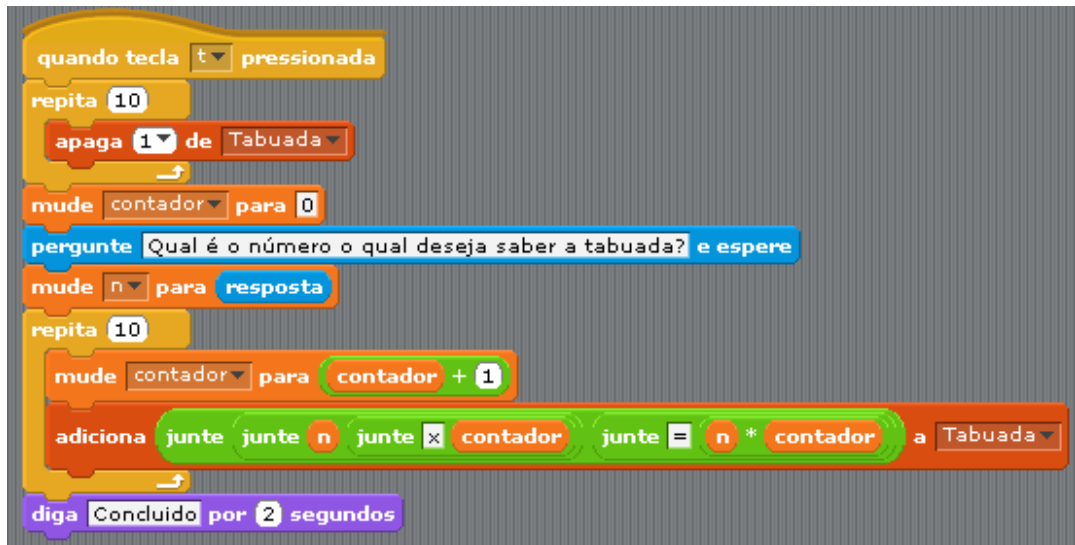 quando tecla t pressionada
repita 10
apaga 1 de Tabuada
mude contador para 0
pergunte Qual é o número o qual deseja saber a tabuada? e espere
mude n para resposta
repita 10
mude contador para contador + 1
adiciona junte junte n junte x contador junte = n * contador a Tabuada
diga Concluido por 2 segundos